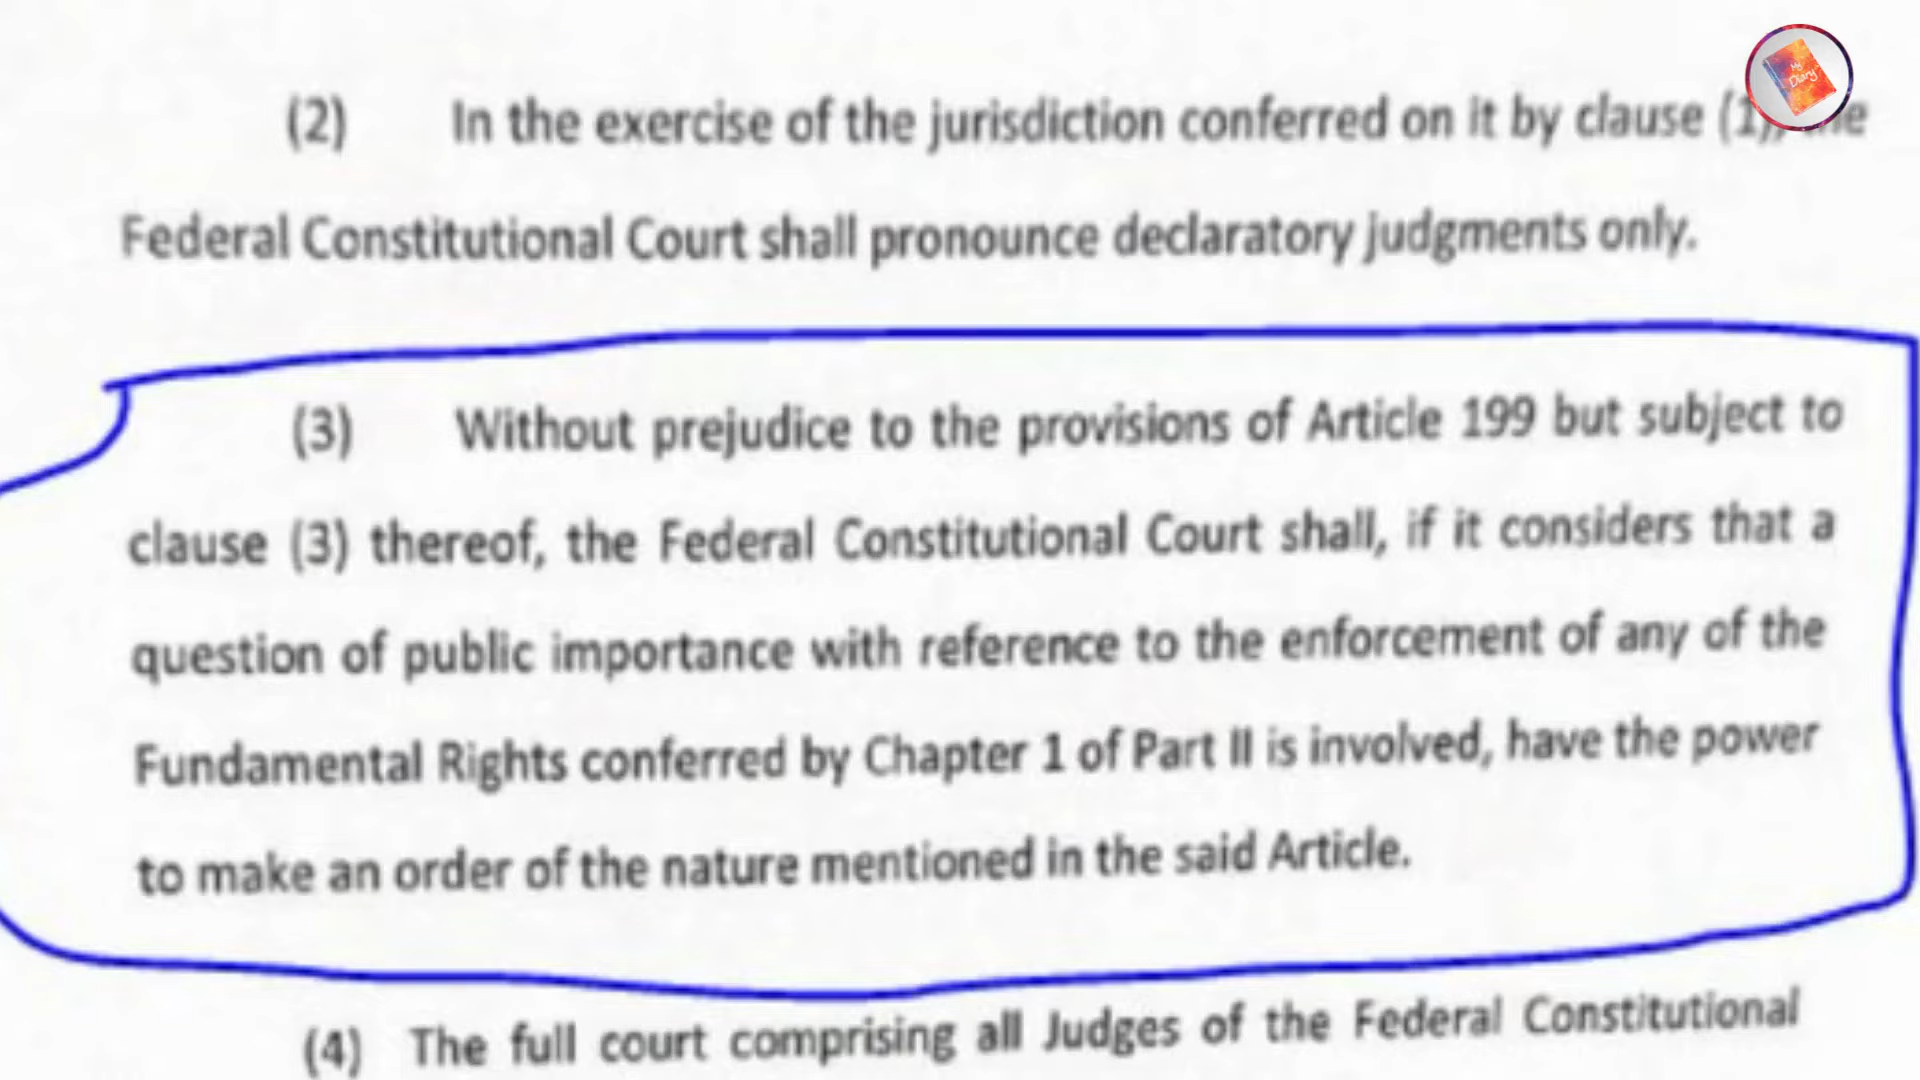 My
Diary
(2) In the exercise of the jurisdiction conferred on it by clause (1), the
Federal Constitutional Court shall pronounce declaratory judgments only.
(3) Without prejudice to the provisions of Article 199 but subject to
clause (3) thereof, the Federal Constitutional Court shall, if it considers that a
question of public importance with reference to the enforcement of any of the
Fundamental Rights conferred by Chapter 1 of Part II is involved, have the power
to make an order of the nature mentioned in the said Article.
(4) The full court comprising all Judges of the Federal Constitutional